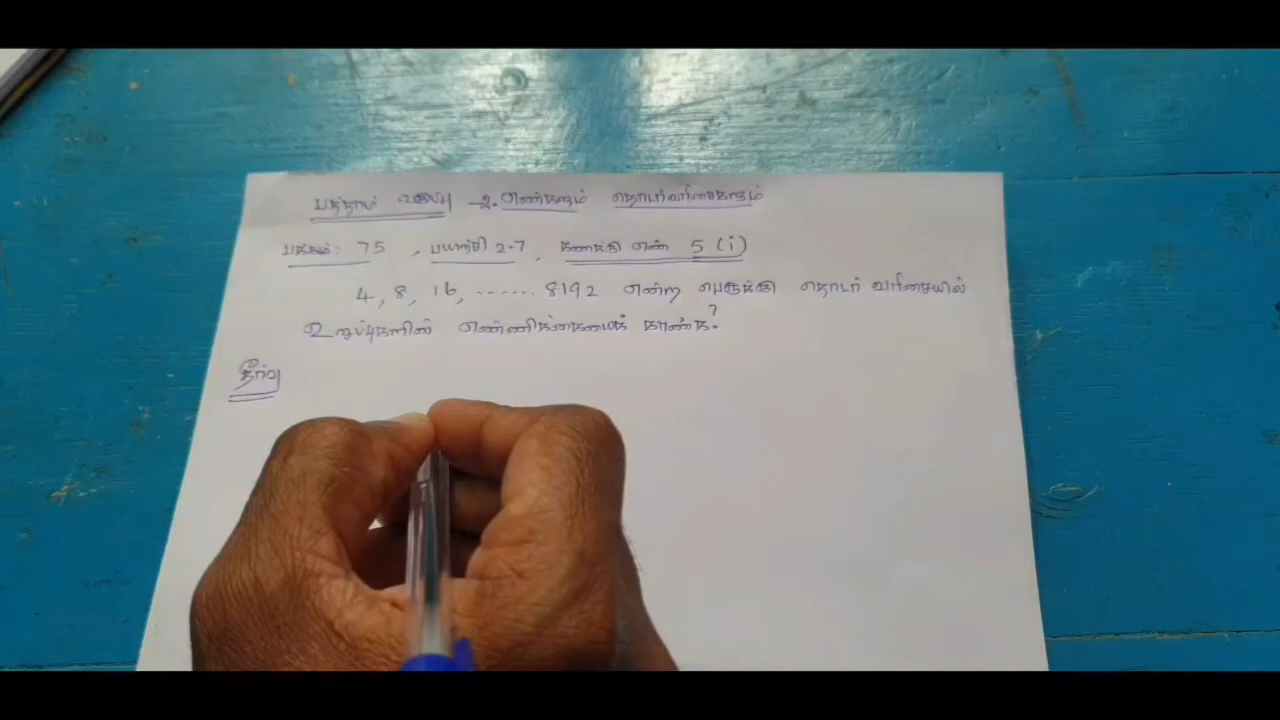 பத்தாம் வகுப்பு 2. எண்களும் தொடர்வரிசைகளும்
பக்கம்: 75 , பயிற்சி 2.7, கணக்கு எண் 5 (i)
4, 8, 16, ...... 8192 என்ற பெருக்கு தொடர் வரிசையில்
உறுப்புகளின் எண்ணிக்கையைக் காண்க?
தீர்வு